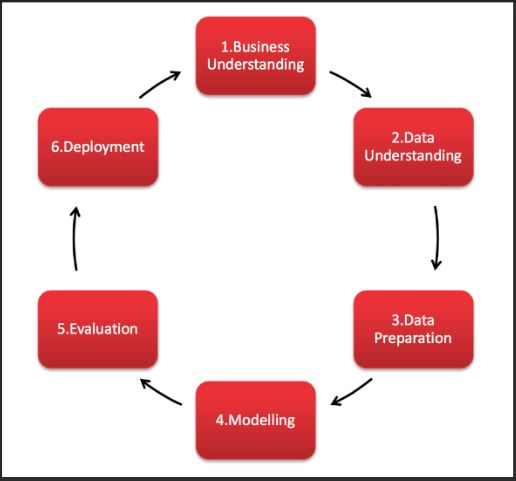 1.Business
Understanding
2.Data
Understanding
3.Data
Preparation
4.Modelling
5.Evaluation
6.Deployment